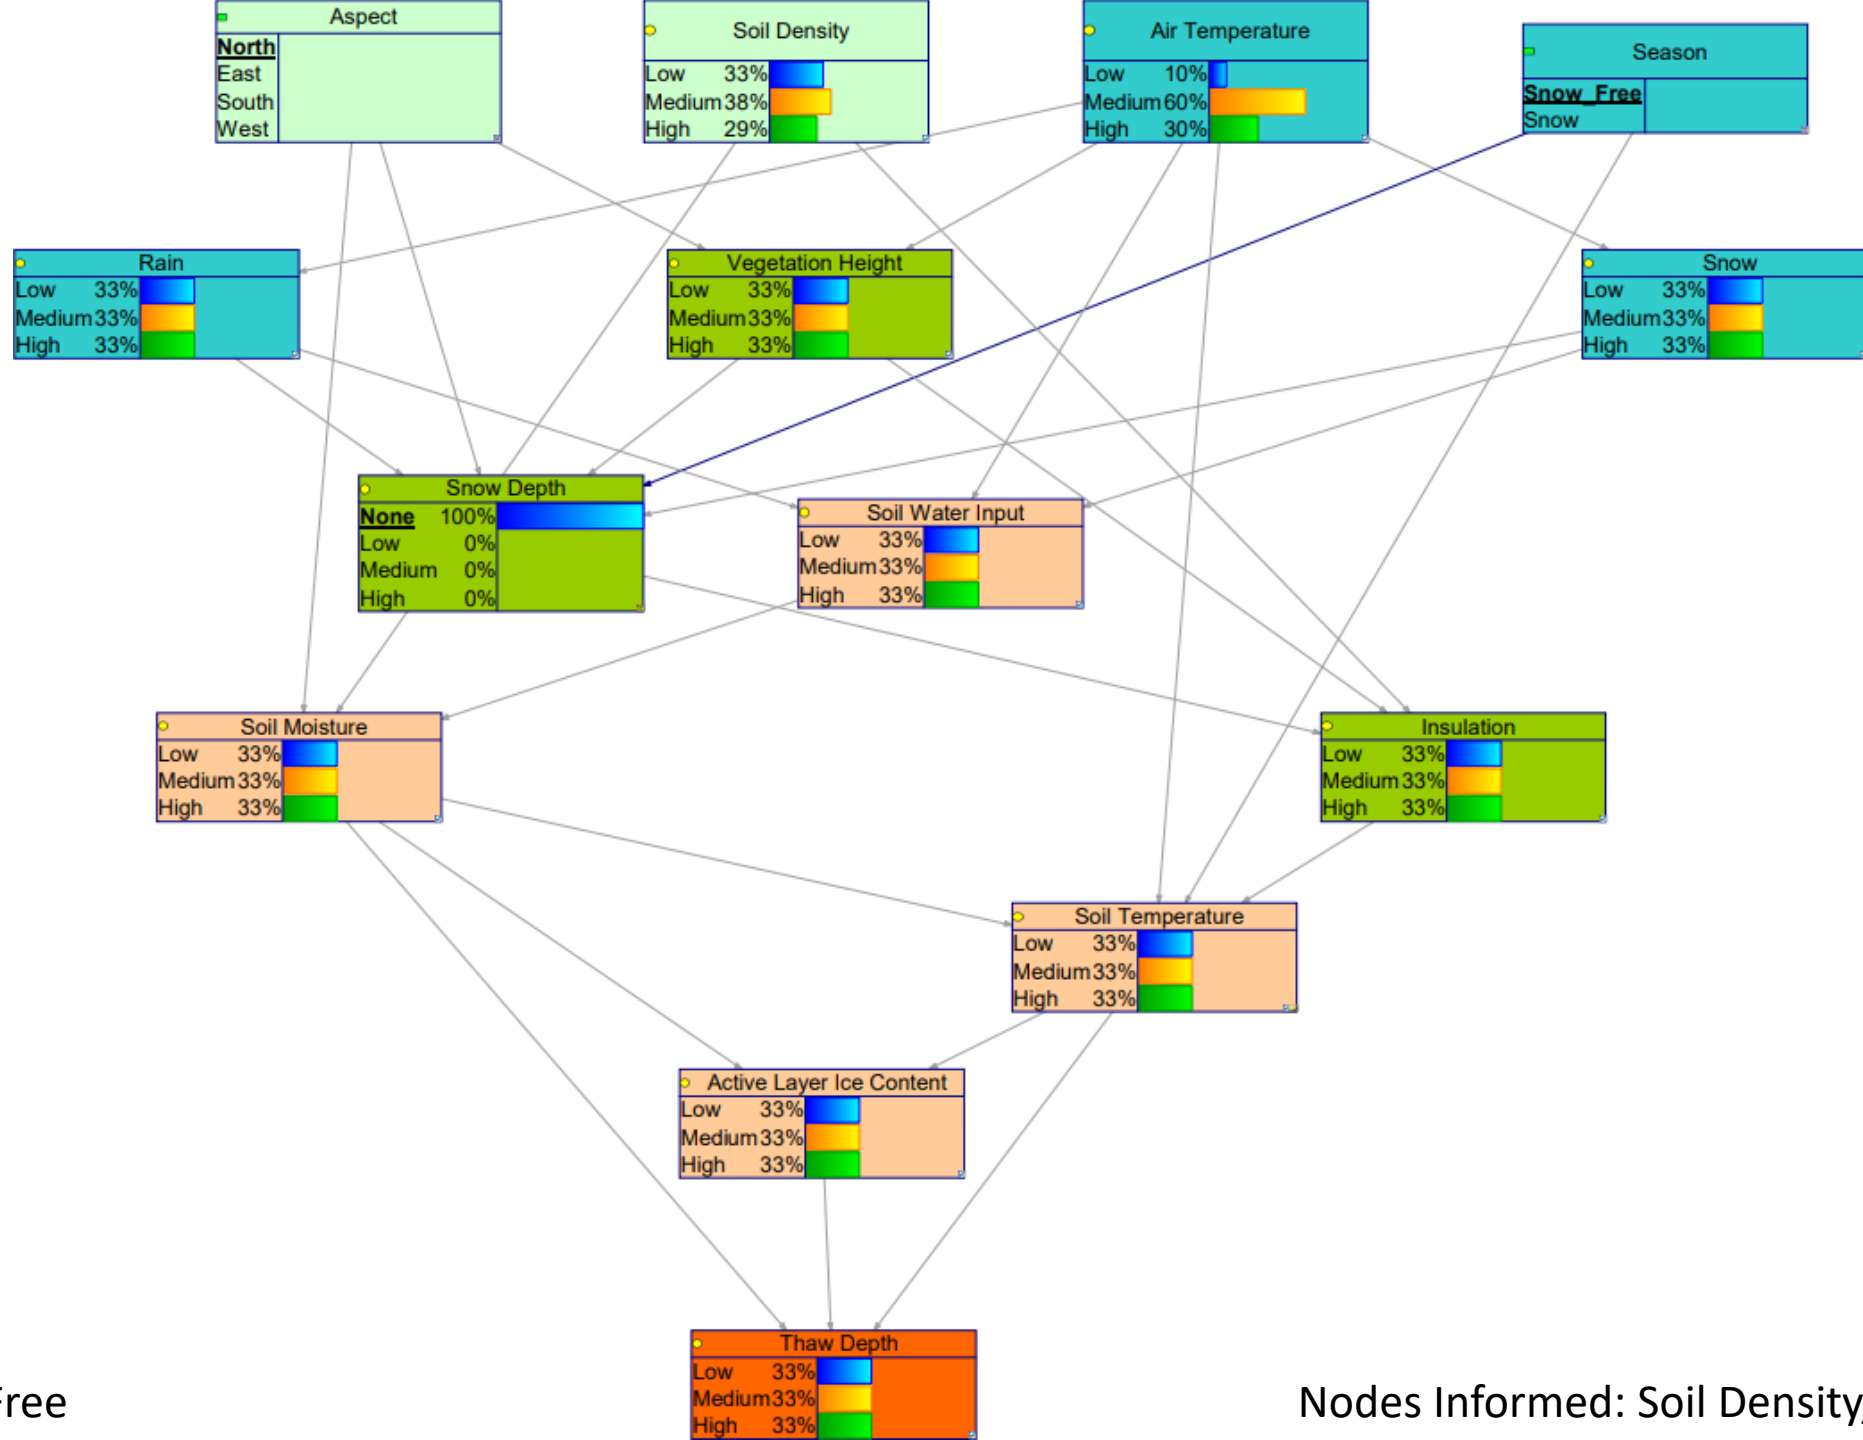 Aspect
North
East
South
West
Soil Density
Low 33%
Medium 38%
High 29%
Air Temperature
Low 10%
Medium 60%
High 30%
Season
Snow_Free
Snow
Rain
Low 33%
Medium 33%
High 33%
Vegetation Height
Low 33%
Medium 33%
High 33%
Snow
Low 33%
Medium 33%
High 33%
Snow Depth
None 100%
Low 0%
Medium 0%
High 0%
Soil Water Input
Low 33%
Medium 33%
High 33%
Soil Moisture
Low 33%
Medium 33%
High 33%
Insulation
Low 33%
Medium 33%
High 33%
Soil Temperature
Low 33%
Medium 33%
High 33%
Active Layer Ice Content
Low 33%
Medium 33%
High 33%
Thaw Depth
Low 33%
Medium 33%
High 33%
ree
Nodes Informed: Soil Density,